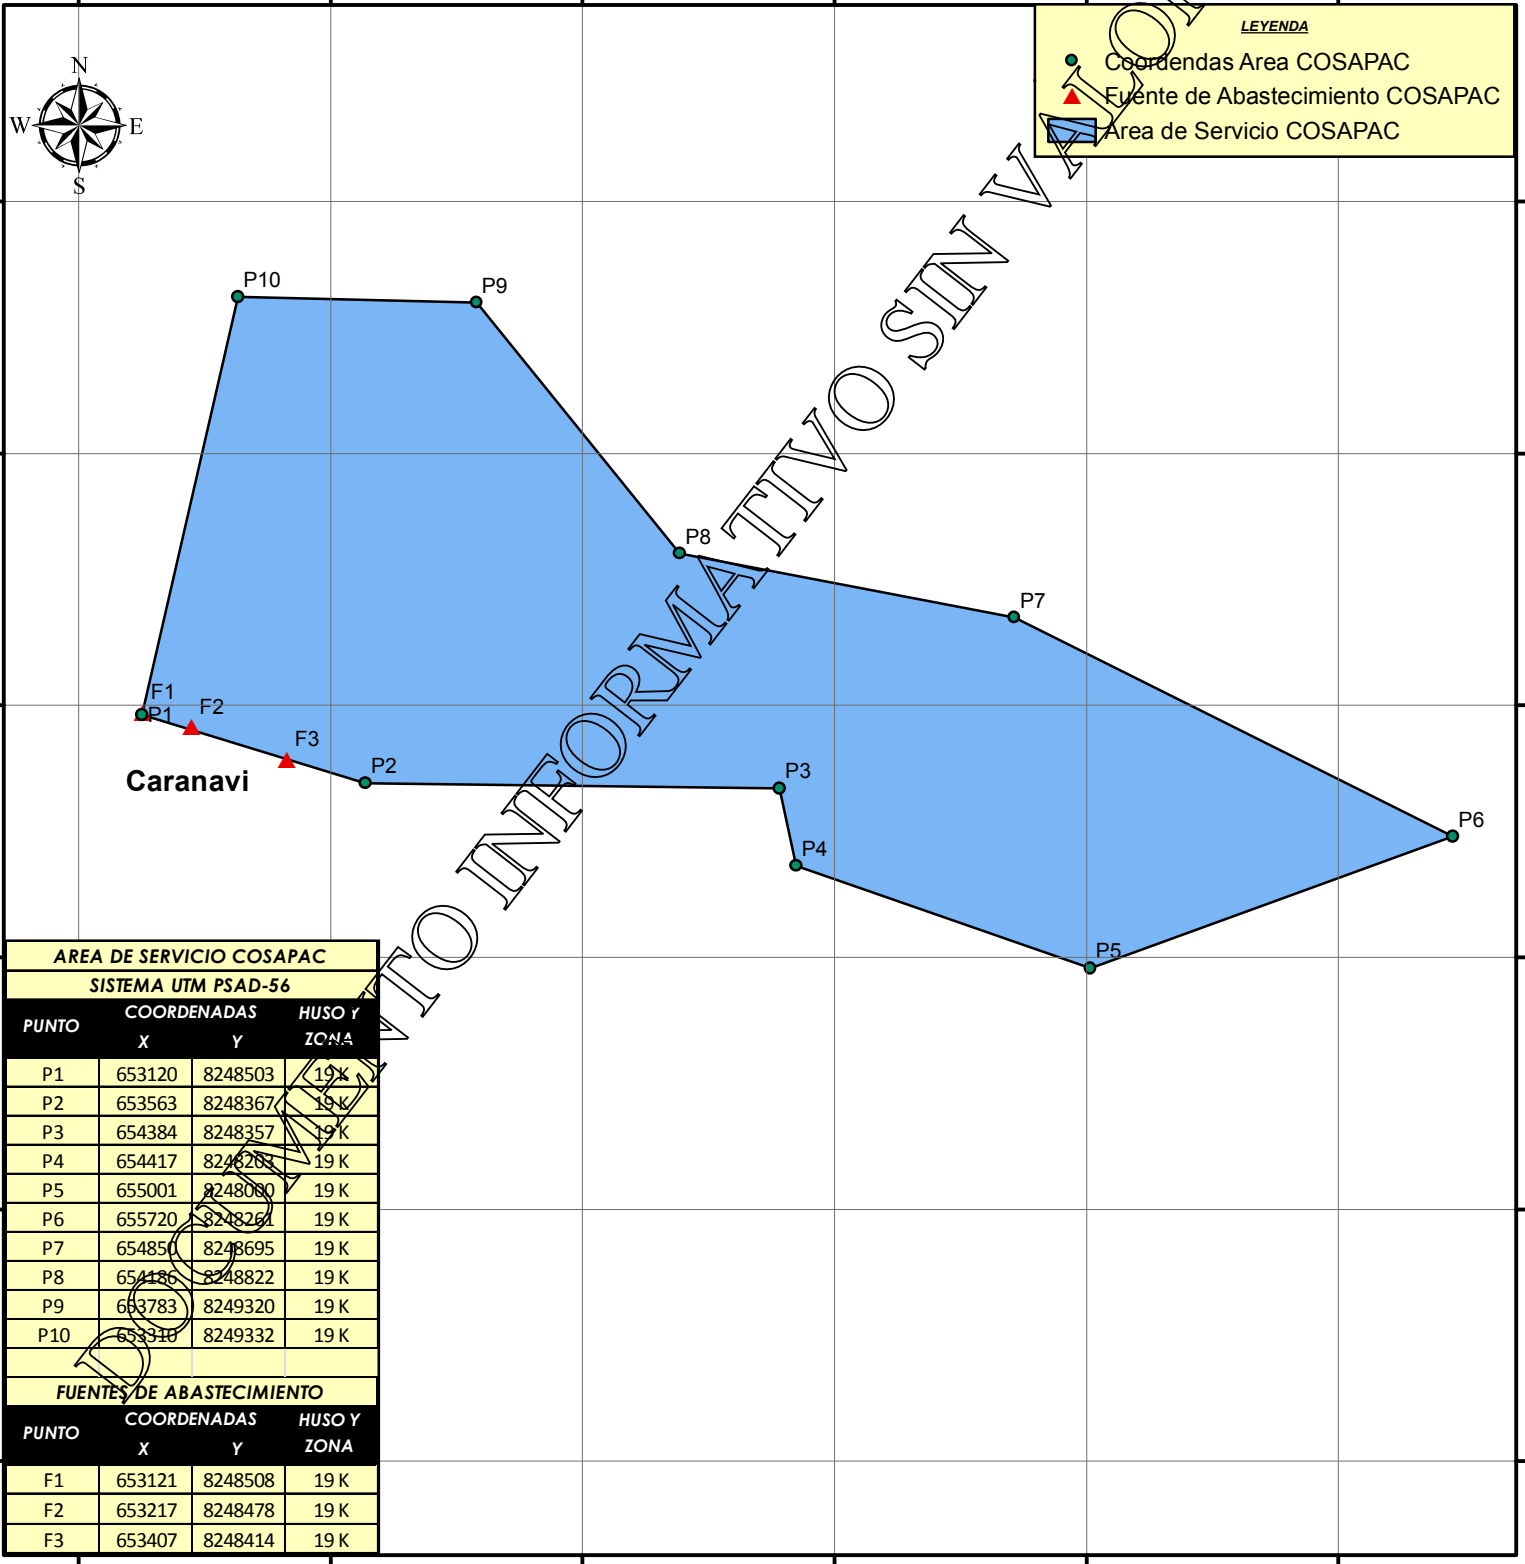 LEYENDA
Coordendas Area COSAPAC
Fuente de Abastecimiento COSAPAC
Area de Servicio COSAPAC
N
W E
S
P10
P9
P8
P7
F1
P1
F2
F3
P2
P3
P6
P4
P5
Caranavi
DOCUMENTO INFORMATIVO SIN VALOR
AREA DE SERVICIO COSAPAC
SISTEMA UTM PSAD-56
PUNTO COORDENADAS HUSO Y ZONA
X Y
P1 653120 8248503 19 K
P2 653563 8248367 19 K
P3 654384 8248357 19 K
P4 654417 8248203 19 K
P5 655001 8248000 19 K
P6 655720 8248261 19 K
P7 654850 8248695 19 K
P8 654186 8248822 19 K
P9 653783 8249320 19 K
P10 653310 8249332 19 K
FUENTES DE ABASTECIMIENTO
PUNTO COORDENADAS HUSO Y ZONA
X Y
F1 653121 8248508 19 K
F2 653217 8248478 19 K
F3 653407 8248414 19 K